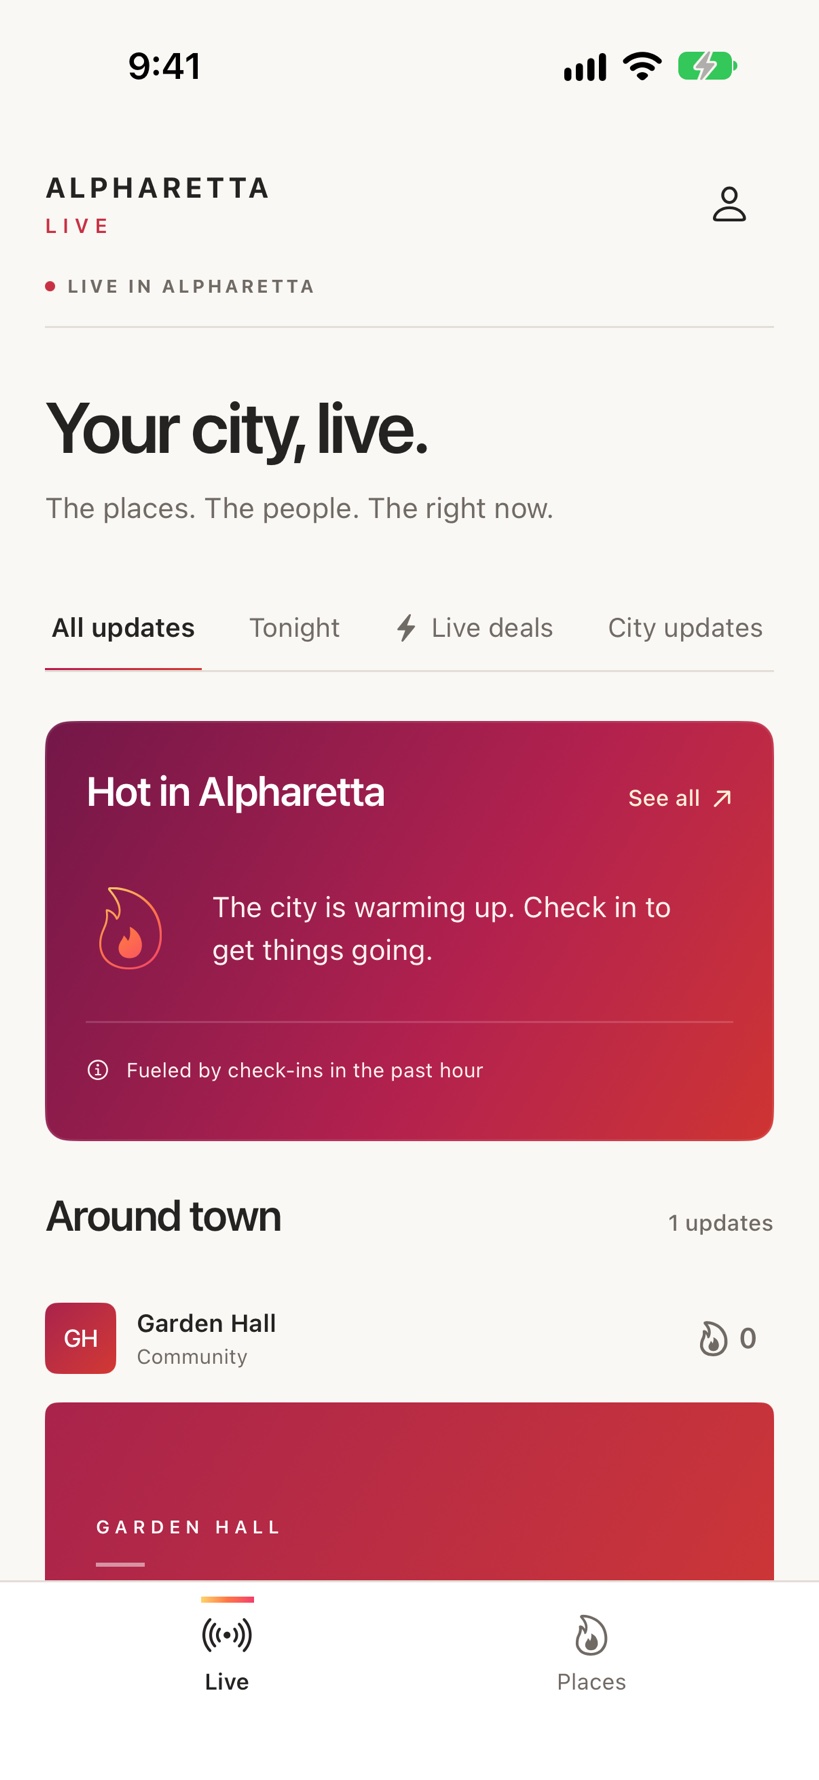 9:41
ALPHARETTA
LIVE
LIVE IN ALPHARETTA
Your city, live.
The places. The people. The right now.
All updates Tonight Live deals City updates
Hot in Alpharetta See all
The city is warming up. Check in to
get things going.
Fueled by check-ins in the past hour
Around town 1 updates
GH Garden Hall 0
Community
GARDEN HALL
Live Places